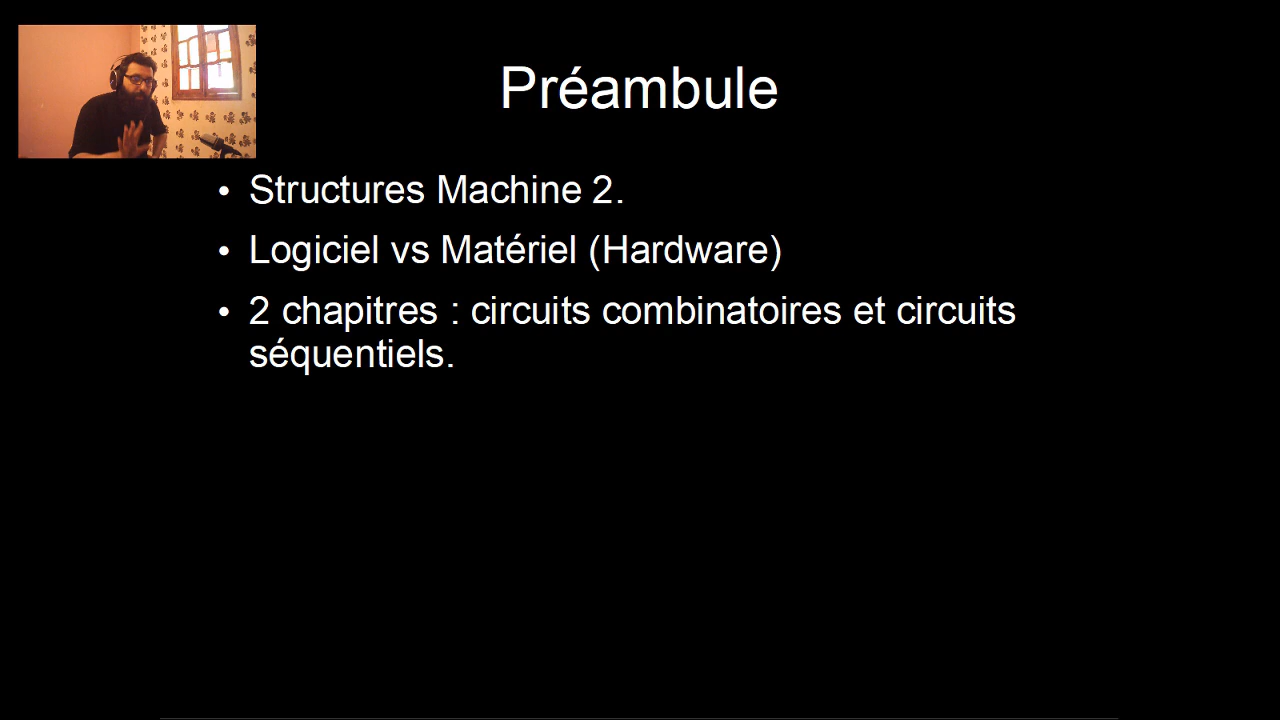 Préambule
• Structures Machine 2.
• Logiciel vs Matériel (Hardware)
• 2 chapitres : circuits combinatoires et circuits
séquentiels.